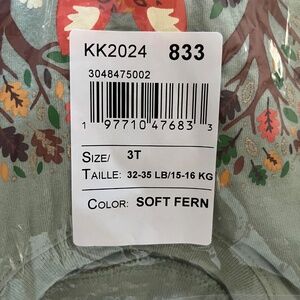 KK2024 833
3048475002
1 97710 47683 3
SIZE/ 3T
TAILLE: 32-35 LB/15-16 KG
COLOR: SOFT FERN